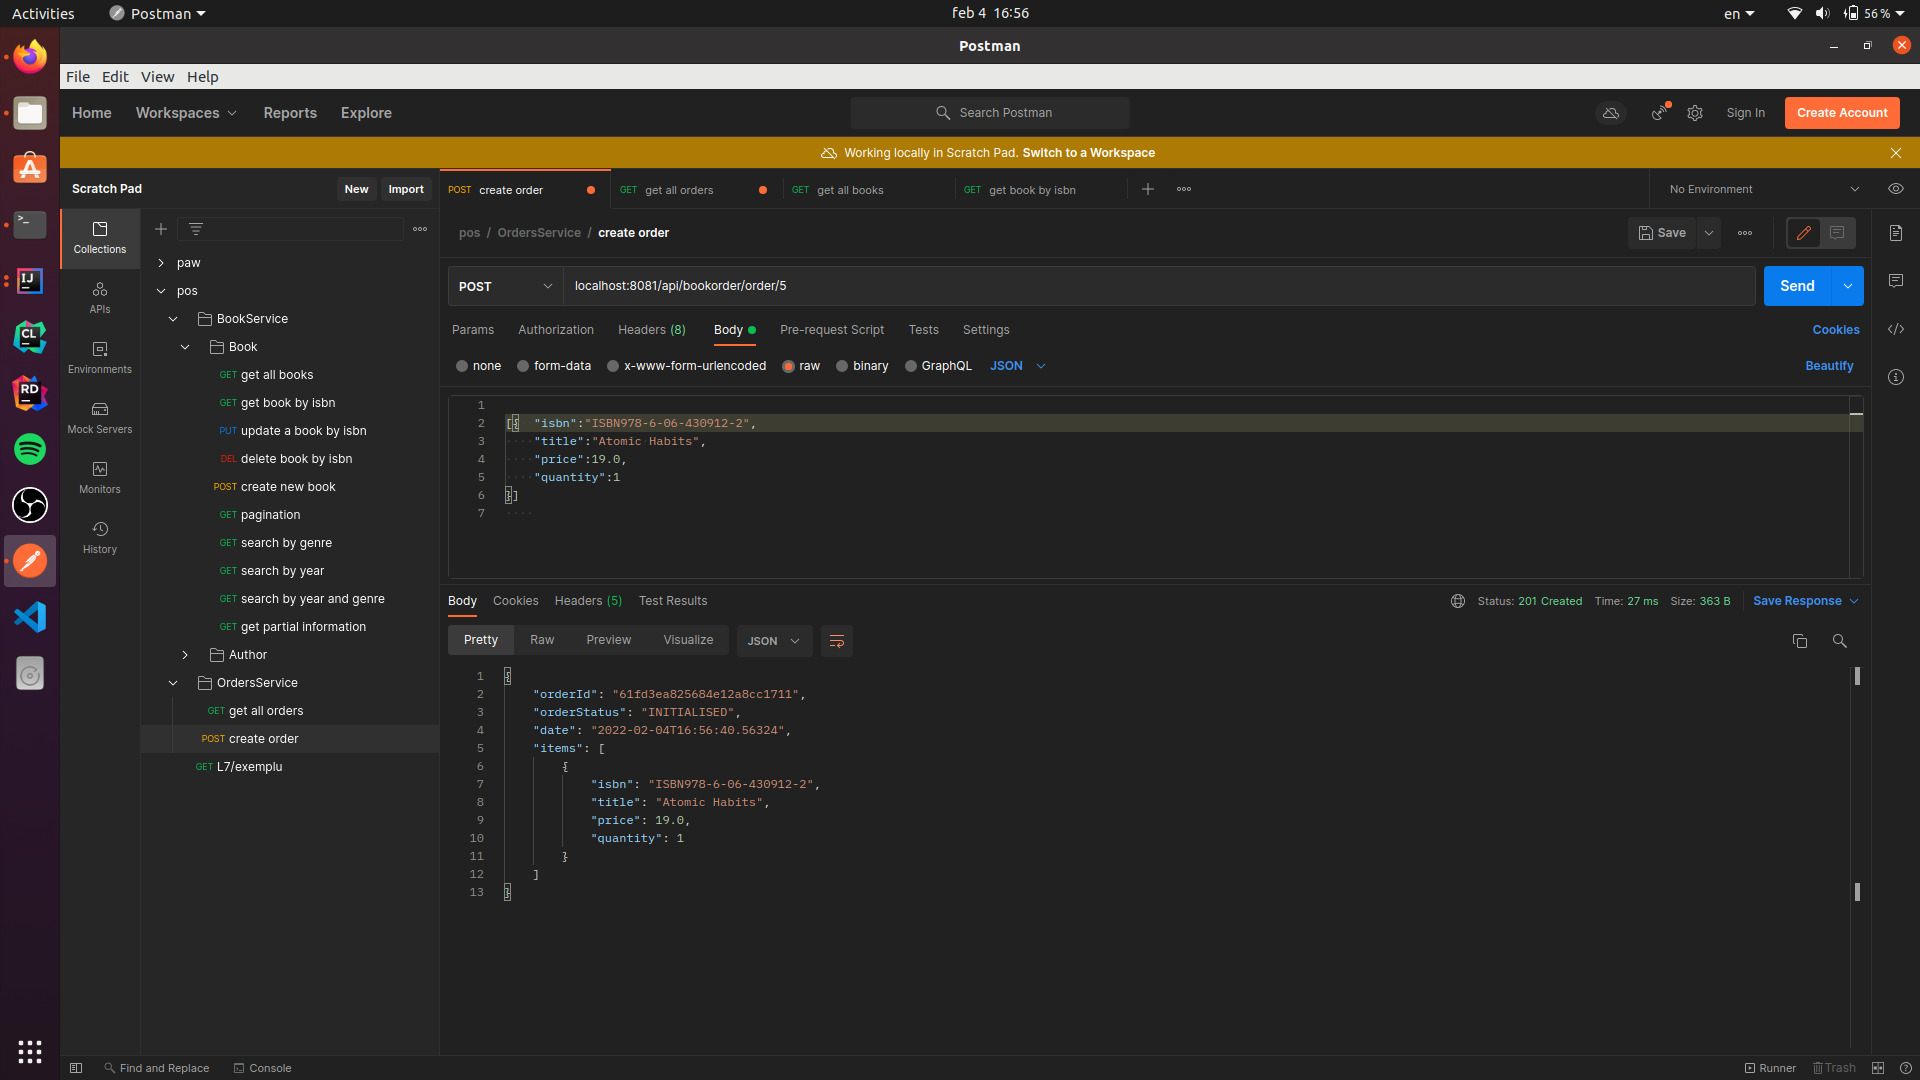 Activities
Postman
feb 4 16:56
en
56 %
Postman
File Edit View Help
Home Workspaces Reports Explore
Search Postman
Sign In
Create Account
Working locally in Scratch Pad. Switch to a Workspace
Scratch Pad
New
Import
POST create order
GET get all orders
GET get all books
GET get book by isbn
No Environment
Collections
APIs
Environments
Mock Servers
Monitors
History
paw
pos
BookService
Book
GET get all books
GET get book by isbn
PUT update a book by isbn
DEL delete book by isbn
POST create new book
GET pagination
GET search by genre
GET search by year
GET search by year and genre
GET get partial information
Author
OrdersService
GET get all orders
POST create order
GET L7/exemplu
pos / OrdersService / create order
Save
POST
localhost:8081/api/bookorder/order/5
Send
Params Authorization Headers (8) Body Pre-request Script Tests Settings
Cookies
none form-data x-www-form-urlencoded raw binary GraphQL JSON
Beautify
1
2 [{ "isbn":"ISBN978-6-06-430912-2",
3 "title":"Atomic Habits",
4 "price":19.0,
5 "quantity":1
6 }]
7
Body Cookies Headers (5) Test Results
Status: 201 Created Time: 27 ms Size: 363 B
Save Response
Pretty Raw Preview Visualize JSON
1 {
2 "orderId": "61fd3ea825684e12a8cc1711",
3 "orderStatus": "INITIALISED",
4 "date": "2022-02-04T16:56:40.56324",
5 "items": [
6 {
7 "isbn": "ISBN978-6-06-430912-2",
8 "title": "Atomic Habits",
9 "price": 19.0,
10 "quantity": 1
11 }
12 ]
13 }
Find and Replace
Console
Runner
Trash